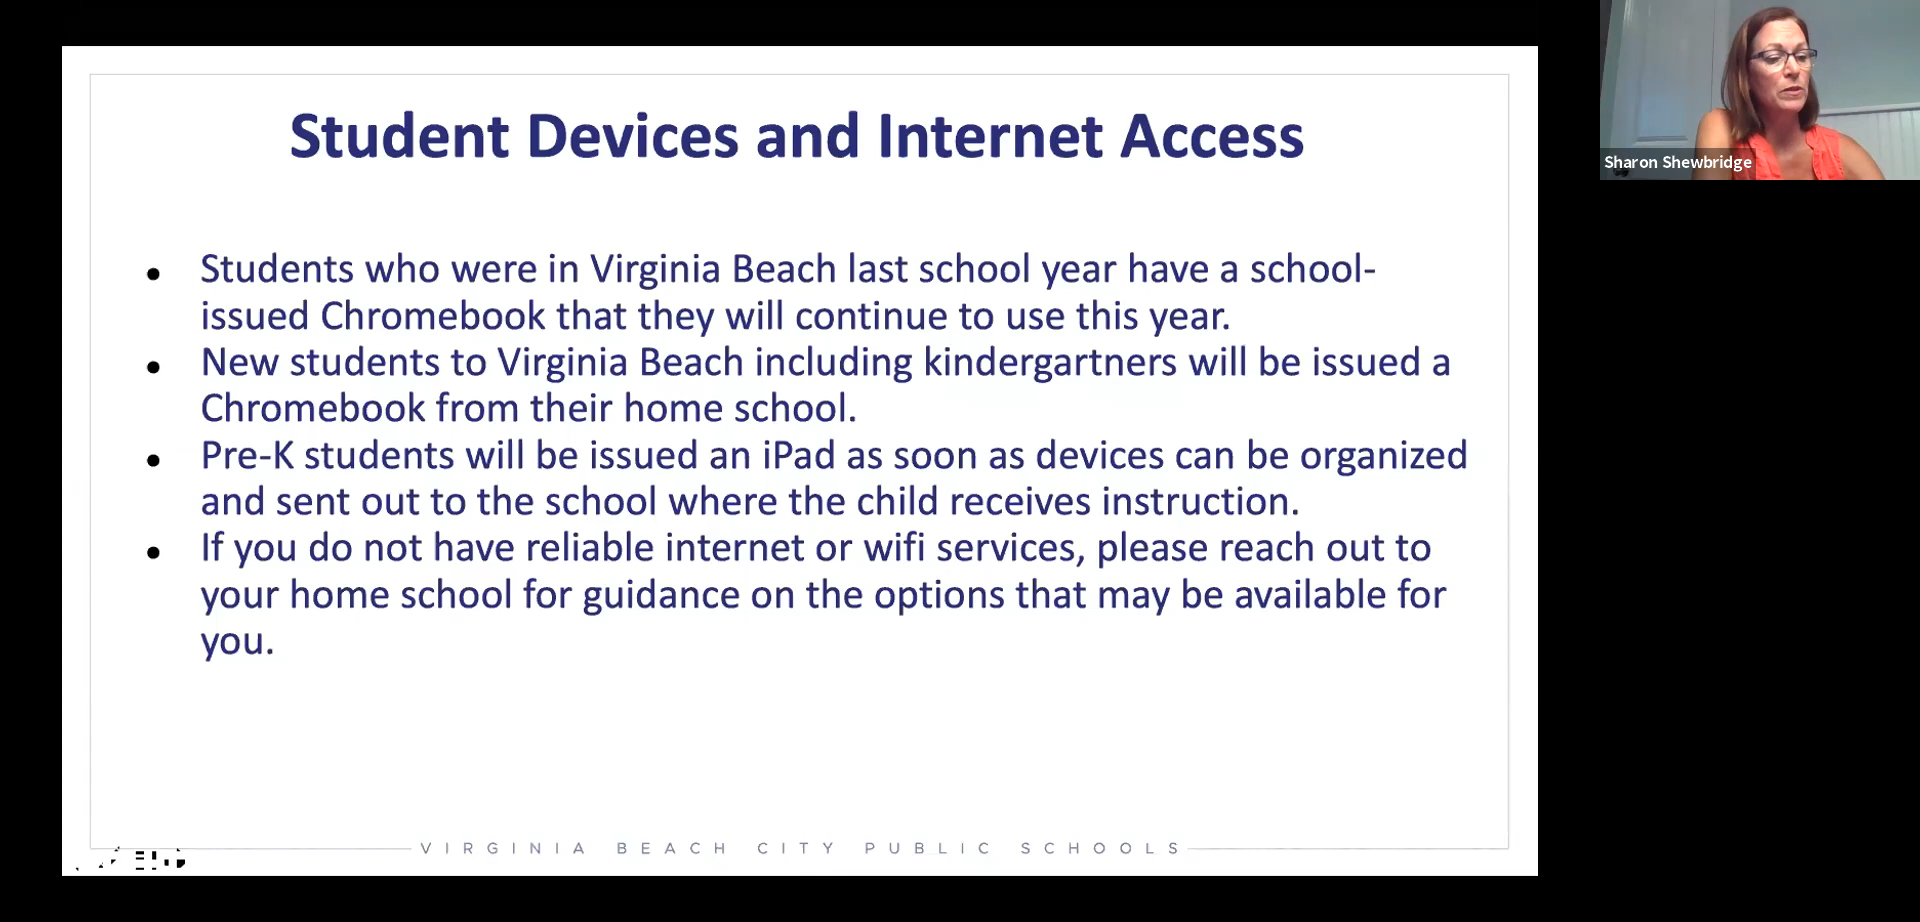 Student Devices and Internet Access
Students who were in Virginia Beach last school year have a school-
issued Chromebook that they will continue to use this year.
New students to Virginia Beach including kindergartners will be issued a
Chromebook from their home school.
Pre-K students will be issued an iPad as soon as devices can be organized
and sent out to the school where the child receives instruction.
If you do not have reliable internet or wifi services, please reach out to
your home school for guidance on the options that may be available for
you.
VIRGINIA BEACH CITY PUBLIC SCHOOLS
Sharon Shewbridge